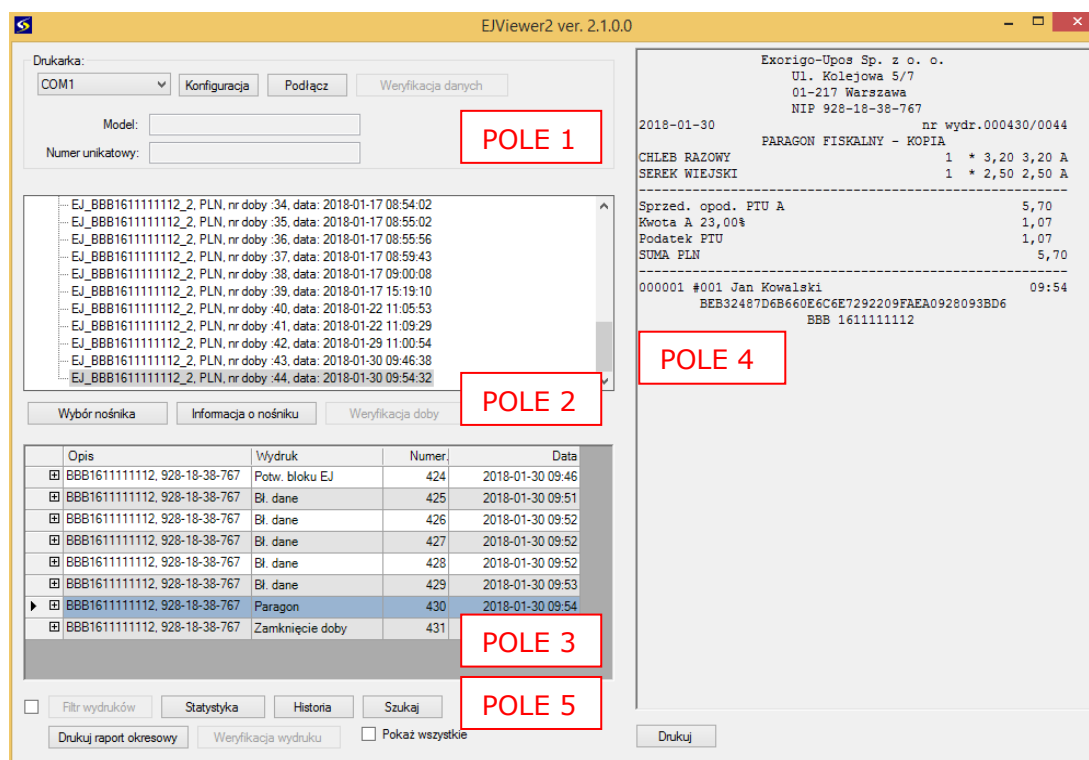 EJViewer2 ver. 2.1.0.0
Drukarka:
COM1 Konfiguracja Podłącz Weryfikacja danych
Model:
Numer unikatowy:
POLE 1
EJ_BBB1611111112_2, PLN, nr doby :34, data: 2018-01-17 08:54:02
EJ_BBB1611111112_2, PLN, nr doby :35, data: 2018-01-17 08:55:02
EJ_BBB1611111112_2, PLN, nr doby :36, data: 2018-01-17 08:55:56
EJ_BBB1611111112_2, PLN, nr doby :37, data: 2018-01-17 08:59:43
EJ_BBB1611111112_2, PLN, nr doby :38, data: 2018-01-17 09:00:08
EJ_BBB1611111112_2, PLN, nr doby :39, data: 2018-01-17 15:19:10
EJ_BBB1611111112_2, PLN, nr doby :40, data: 2018-01-22 11:05:53
EJ_BBB1611111112_2, PLN, nr doby :41, data: 2018-01-22 11:09:29
EJ_BBB1611111112_2, PLN, nr doby :42, data: 2018-01-29 11:00:54
EJ_BBB1611111112_2, PLN, nr doby :43, data: 2018-01-30 09:46:38
EJ_BBB1611111112_2, PLN, nr doby :44, data: 2018-01-30 09:54:32
POLE 2
Wybór nośnika Informacja o nośniku Weryfikacja doby
Opis Wydruk Numer. Data
BBB1611111112, 928-18-38-767 Potw. bloku EJ 424 2018-01-30 09:46
BBB1611111112, 928-18-38-767 Bł. dane 425 2018-01-30 09:51
BBB1611111112, 928-18-38-767 Bł. dane 426 2018-01-30 09:52
BBB1611111112, 928-18-38-767 Bł. dane 427 2018-01-30 09:52
BBB1611111112, 928-18-38-767 Bł. dane 428 2018-01-30 09:52
BBB1611111112, 928-18-38-767 Bł. dane 429 2018-01-30 09:53
BBB1611111112, 928-18-38-767 Paragon 430 2018-01-30 09:54
BBB1611111112, 928-18-38-767 Zamknięcie doby 431
POLE 3
Filtr wydruków Statystyka Historia Szukaj
POLE 5
Drukuj raport okresowy Weryfikacja wydruku Pokaż wszystkie
Exorigo-Upos Sp. z o. o.
Ul. Kolejowa 5/7
01-217 Warszawa
NIP 928-18-38-767
2018-01-30 nr wydr.000430/0044
PARAGON FISKALNY - KOPIA
CHLEB RAZOWY 1 * 3,20 3,20 A
SEREK WIEJSKI 1 * 2,50 2,50 A
Sprzed. opod. PTU A 5,70
Kwota A 23,00% 1,07
Podatek PTU 1,07
SUMA PLN 5,70
000001 #001 Jan Kowalski 09:54
BEB32487D6B660E6C6E7292209FAEA0928093BD6
BBB 1611111112
POLE 4
Drukuj